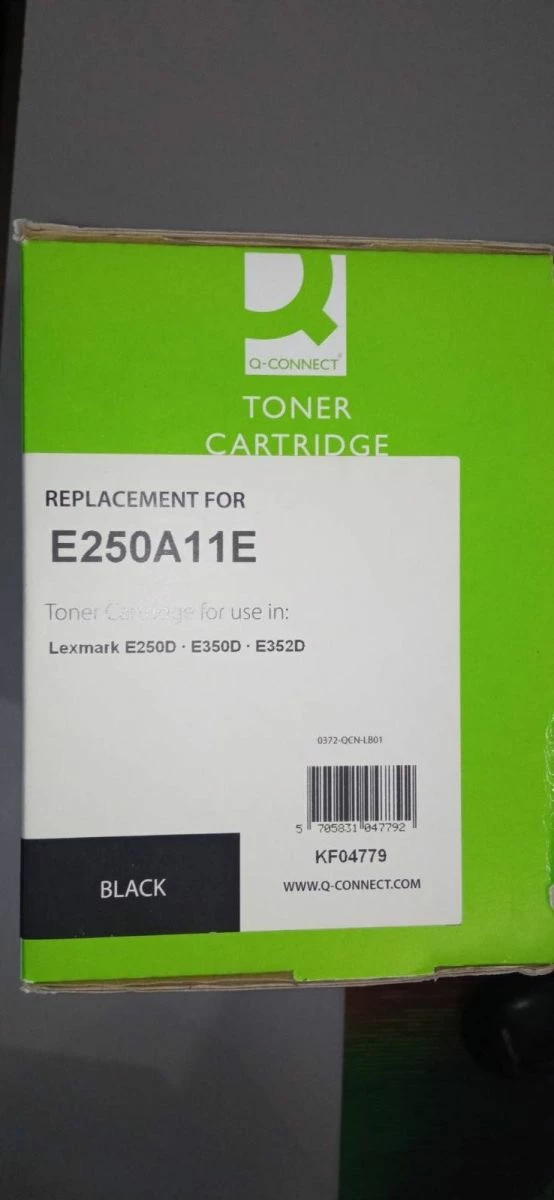 Q-CONNECT®
TONER
CARTRIDGE
REPLACEMENT FOR
E250A11E
Toner Cartridge for use in:
Lexmark E250D · E350D · E352D
0372-QCN-LB01
5 705831 047792
KF04779
WWW.Q-CONNECT.COM
BLACK